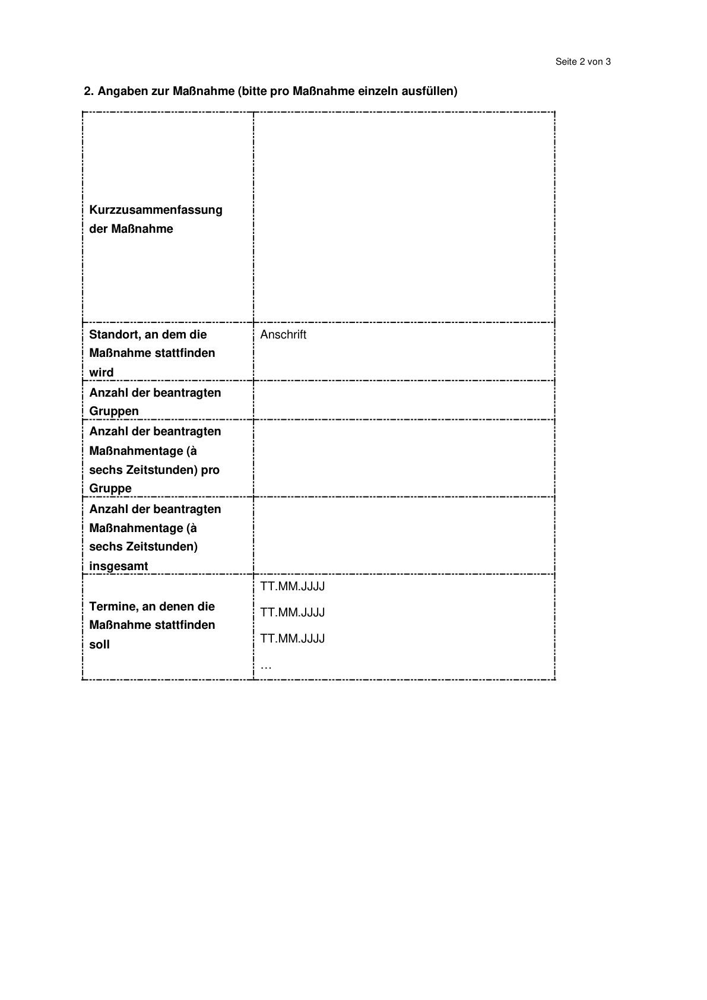 Seite 2 von 3
2. Angaben zur Maßnahme (bitte pro Maßnahme einzeln ausfüllen)
Kurzzusammenfassung
der Maßnahme
Standort, an dem die
Maßnahme stattfinden
wird
Anschrift
Anzahl der beantragten
Gruppen
Anzahl der beantragten
Maßnahmentage (à
sechs Zeitstunden) pro
Gruppe
Anzahl der beantragten
Maßnahmentage (à
sechs Zeitstunden)
insgesamt
Termine, an denen die
Maßnahme stattfinden
soll
TT.MM.JJJJ
TT.MM.JJJJ
TT.MM.JJJJ
…